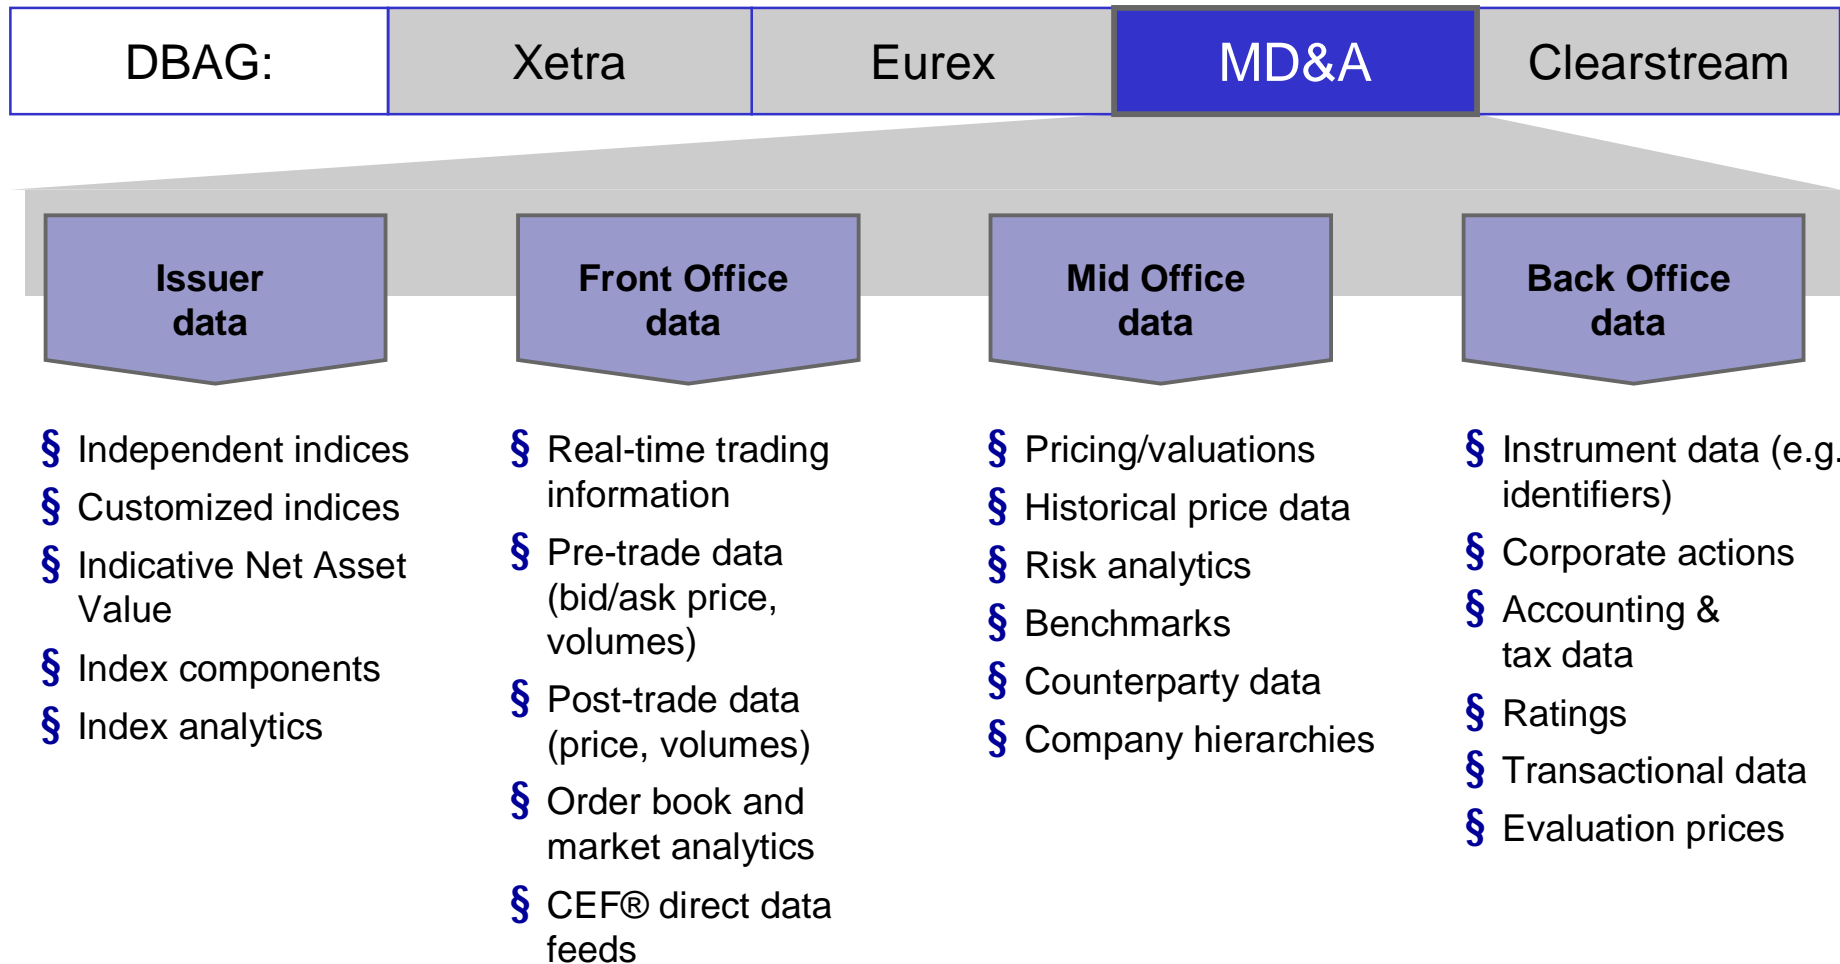 DBAG:
Xetra
Eurex
MD&A
Clearstream
Issuer
data
§ Independent indices
§ Customized indices
§ Indicative Net Asset
Value
§ Index components
§ Index analytics
Front Office
data
§ Real-time trading
information
§ Pre-trade data
(bid/ask price,
volumes)
§ Post-trade data
(price, volumes)
§ Order book and
market analytics
§ CEF® direct data
feeds
Mid Office
data
§ Pricing/valuations
§ Historical price data
§ Risk analytics
§ Benchmarks
§ Counterparty data
§ Company hierarchies
Back Office
data
§ Instrument data (e.g.
identifiers)
§ Corporate actions
§ Accounting &
tax data
§ Ratings
§ Transactional data
§ Evaluation prices